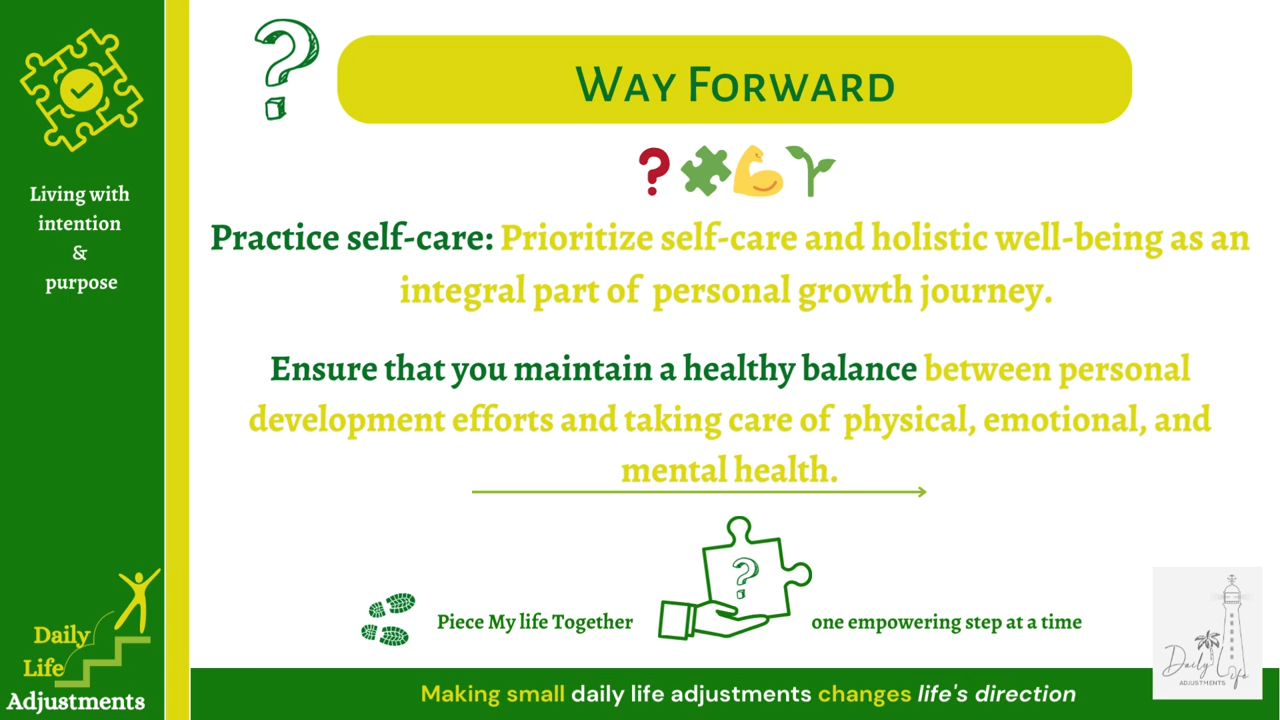 Living with
intention
&
purpose
Daily
Life
Adjustments
?
Way Forward
?
Practice self-care: Prioritize self-care and holistic well-being as an
integral part of personal growth journey.
Ensure that you maintain a healthy balance between personal
development efforts and taking care of physical, emotional, and
mental health.
?
Piece My life Together
one empowering step at a time
Daily Life
ADJUSTMENTS
Making small daily life adjustments changes life's direction